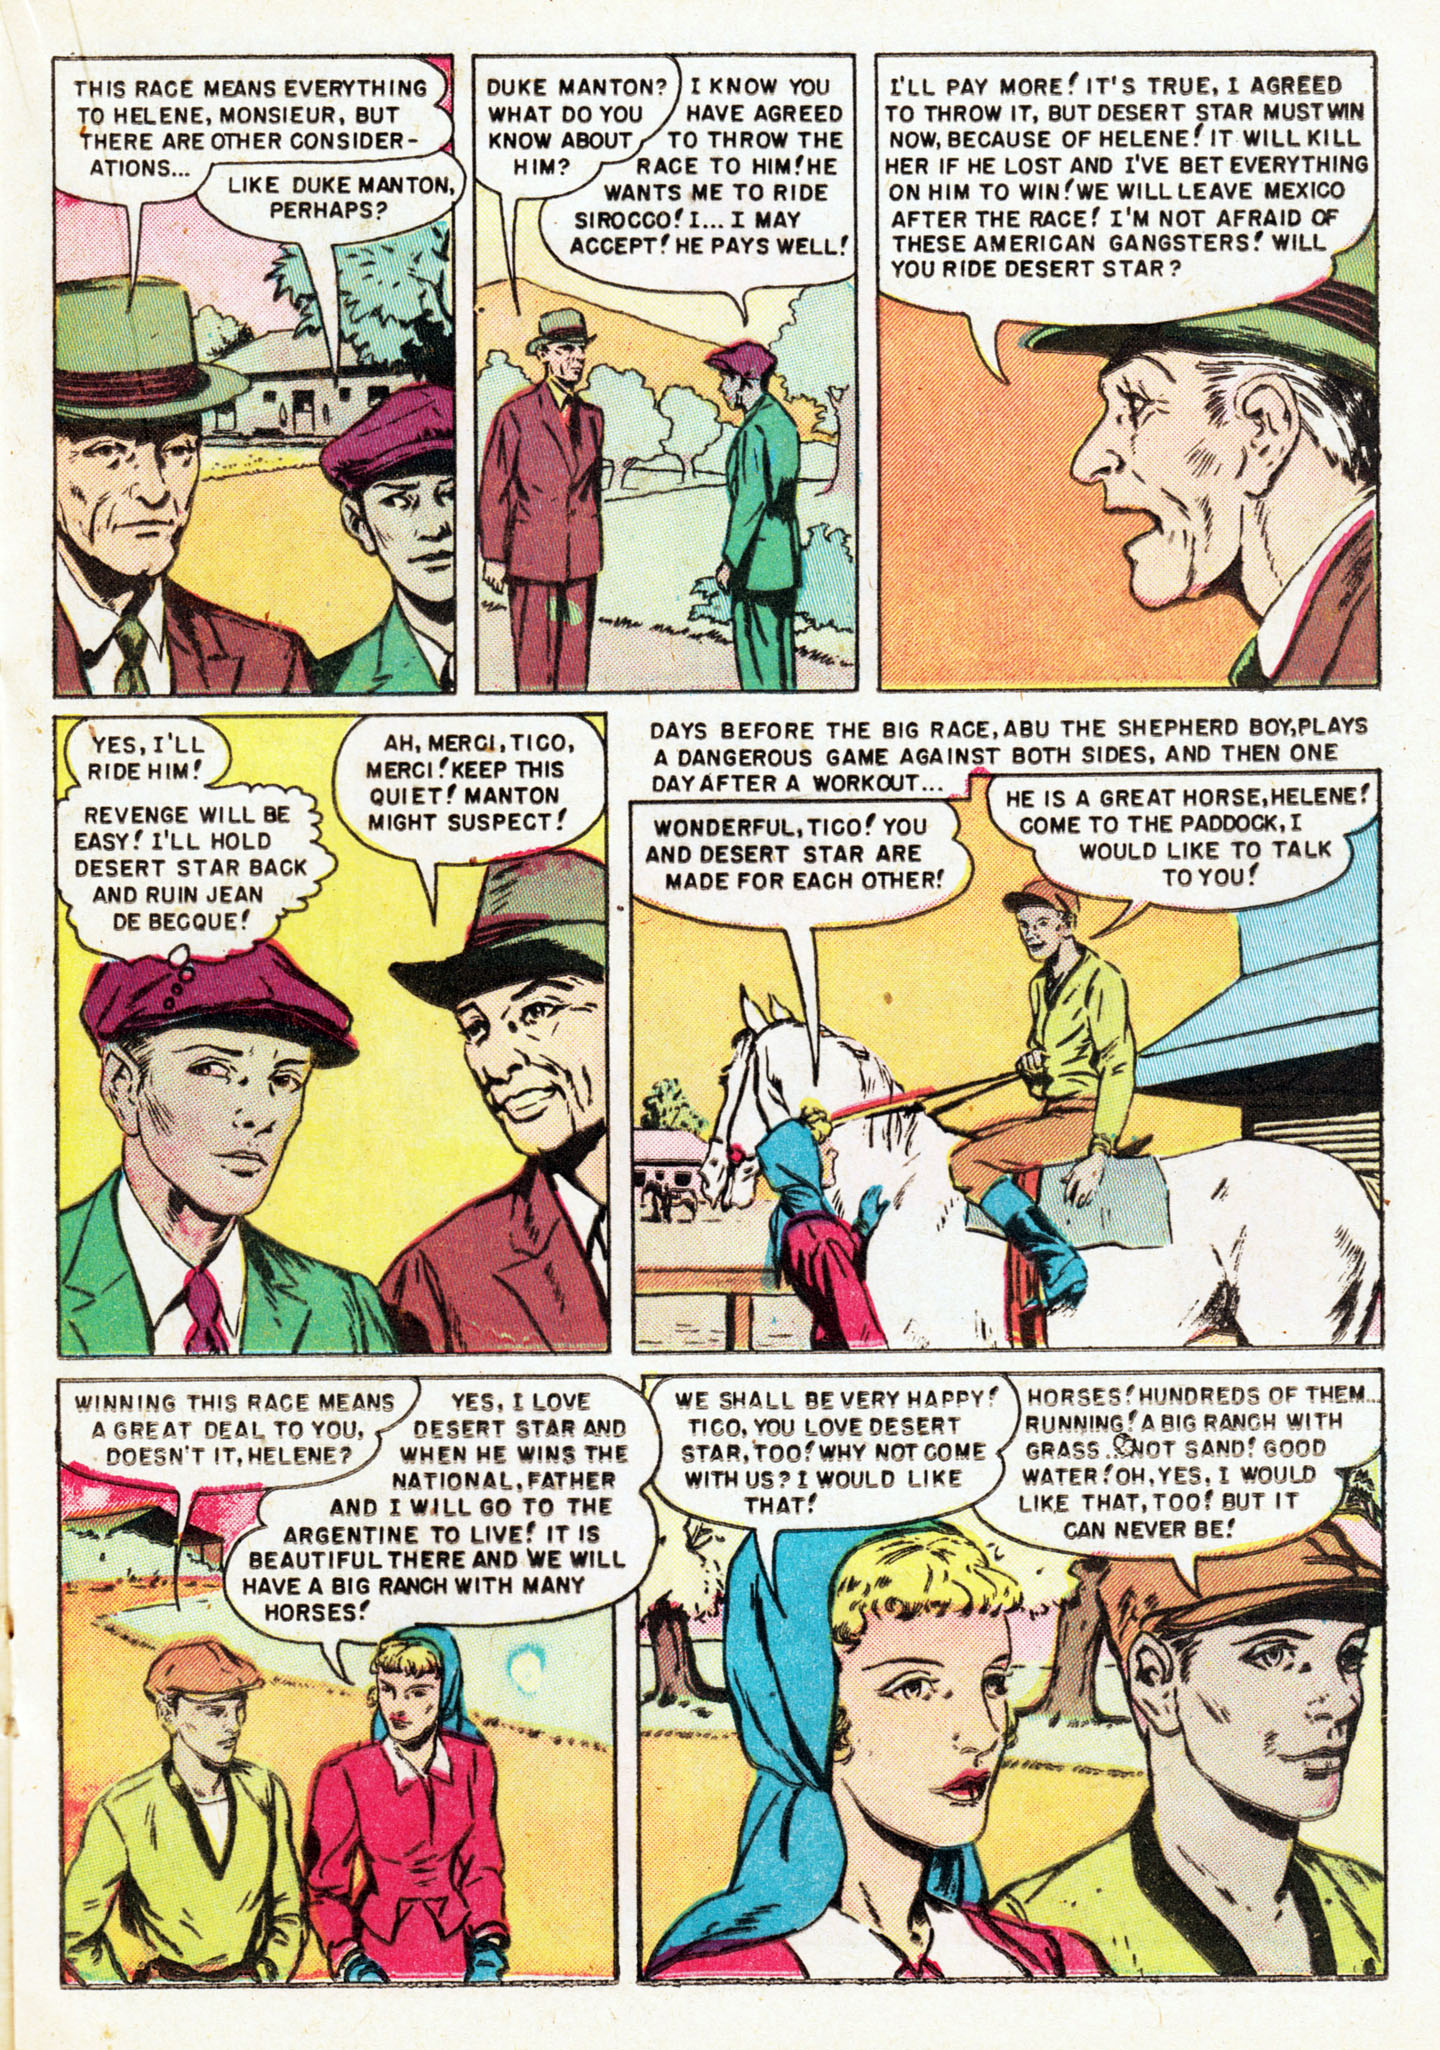 THIS RACE MEANS EVERYTHING
TO HELENE, MONSIEUR, BUT
THERE ARE OTHER CONSIDER-
ATIONS...
LIKE DUKE MANTON,
PERHAPS?
DUKE MANTON?
WHAT DO YOU
KNOW ABOUT
HIM?
I KNOW YOU
HAVE AGREED
TO THROW THE
RACE TO HIM! HE
WANTS ME TO RIDE
SIROCCO! I... I MAY
ACCEPT! HE PAYS WELL!
I'LL PAY MORE! IT'S TRUE, I AGREED
TO THROW IT, BUT DESERT STAR MUST WIN
NOW, BECAUSE OF HELENE! IT WILL KILL
HER IF HE LOST AND I'VE BET EVERYTHING
ON HIM TO WIN! WE WILL LEAVE MEXICO
AFTER THE RACE! I'M NOT AFRAID OF
THESE AMERICAN GANGSTERS! WILL
YOU RIDE DESERT STAR?
YES, I'LL
RIDE HIM!
REVENGE WILL BE
EASY! I'LL HOLD
DESERT STAR BACK
AND RUIN JEAN
DE BECQUE!
AH, MERCI, TICO,
MERCI! KEEP THIS
QUIET! MANTON
MIGHT SUSPECT!
DAYS BEFORE THE BIG RACE, ABU THE SHEPHERD BOY, PLAYS
A DANGEROUS GAME AGAINST BOTH SIDES, AND THEN ONE
DAY AFTER A WORKOUT...
WONDERFUL, TICO! YOU
AND DESERT STAR ARE
MADE FOR EACH OTHER!
HE IS A GREAT HORSE, HELENE!
COME TO THE PADDOCK, I
WOULD LIKE TO TALK
TO YOU!
WINNING THIS RACE MEANS
A GREAT DEAL TO YOU,
DOESN'T IT, HELENE?
YES, I LOVE
DESERT STAR AND
WHEN HE WINS THE
NATIONAL, FATHER
AND I WILL GO TO THE
ARGENTINE TO LIVE! IT IS
BEAUTIFUL THERE AND WE WILL
HAVE A BIG RANCH WITH MANY
HORSES!
WE SHALL BE VERY HAPPY!
TICO, YOU LOVE DESERT
STAR, TOO! WHY NOT COME
WITH US? I WOULD LIKE
THAT!
HORSES! HUNDREDS OF THEM...
RUNNING! A BIG RANCH WITH
GRASS... NOT SAND! GOOD
WATER! OH, YES, I WOULD
LIKE THAT, TOO! BUT IT
CAN NEVER BE!